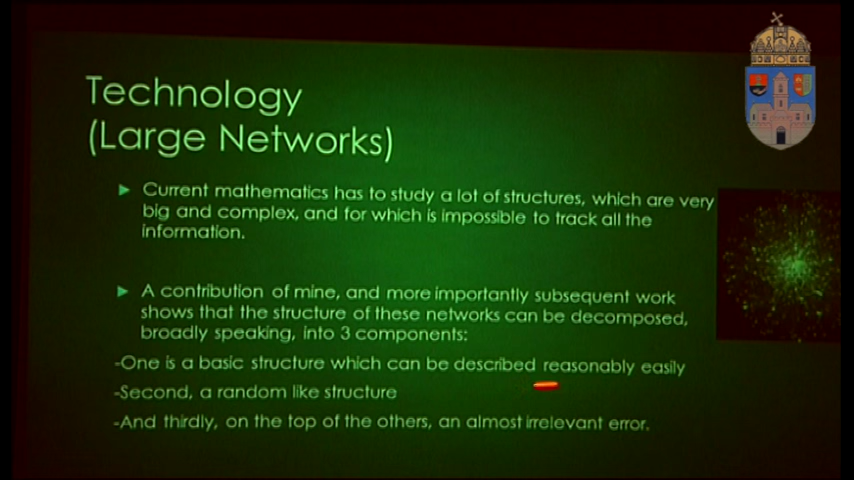 Technology
(Large Networks)
Current mathematics has to study a lot of structures, which are very
big and complex, and for which is impossible to track all the
information.
A contribution of mine, and more importantly subsequent work
shows that the structure of these networks can be decomposed,
broadly speaking, into 3 components:
-One is a basic structure which can be described reasonably easily
-Second, a random like structure
-And thirdly, on the top of the others, an almost irrelevant error.